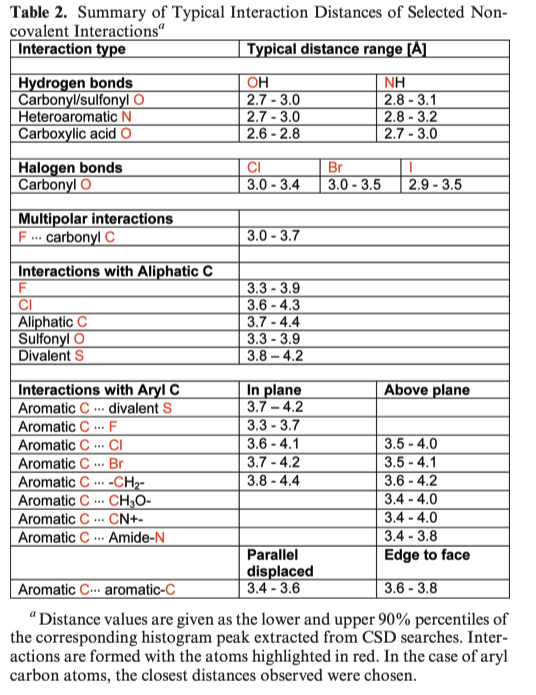 Table 2. Summary of Typical Interaction Distances of Selected Non-
covalent Interactionsᵃ
Interaction type Typical distance range [Å]
Hydrogen bonds OH NH
Carbonyl/sulfonyl O 2.7 - 3.0 2.8 - 3.1
Heteroaromatic N 2.7 - 3.0 2.8 - 3.2
Carboxylic acid O 2.6 - 2.8 2.7 - 3.0
Halogen bonds Cl Br I
Carbonyl O 3.0 - 3.4 3.0 - 3.5 2.9 - 3.5
Multipolar interactions
F ··· carbonyl C 3.0 - 3.7
Interactions with Aliphatic C
F 3.3 - 3.9
Cl 3.6 - 4.3
Aliphatic C 3.7 - 4.4
Sulfonyl O 3.3 - 3.9
Divalent S 3.8 – 4.2
Interactions with Aryl C In plane Above plane
Aromatic C ··· divalent S 3.7 – 4.2
Aromatic C ··· F 3.3 - 3.7
Aromatic C ··· Cl 3.6 - 4.1 3.5 - 4.0
Aromatic C ··· Br 3.7 - 4.2 3.5 - 4.1
Aromatic C ··· -CH₂- 3.8 - 4.4 3.6 - 4.2
Aromatic C ··· CH₃O- 3.4 - 4.0
Aromatic C ··· CN+- 3.4 - 4.0
Aromatic C ··· Amide-N 3.4 - 3.8
Parallel Edge to face
displaced
Aromatic C··· aromatic-C 3.4 - 3.6 3.6 - 3.8
ᵃ Distance values are given as the lower and upper 90% percentiles of
the corresponding histogram peak extracted from CSD searches. Inter-
actions are formed with the atoms highlighted in red. In the case of aryl
carbon atoms, the closest distances observed were chosen.